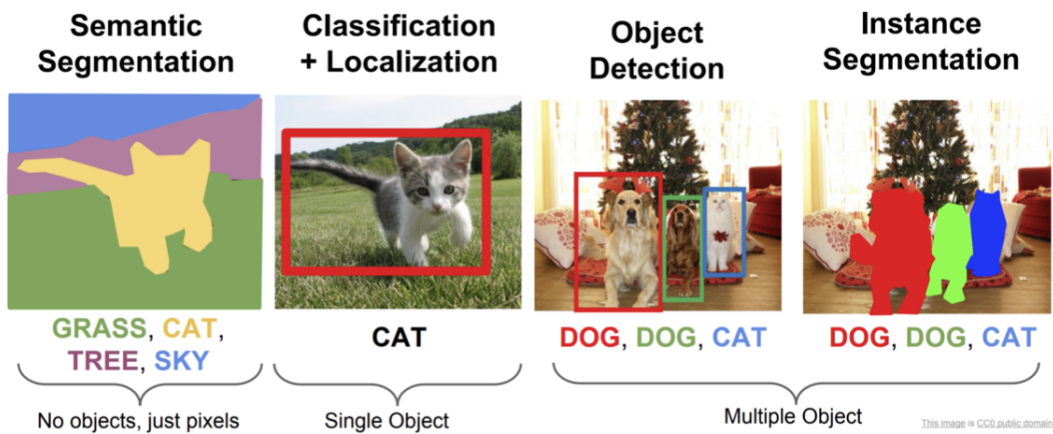 Semantic
Segmentation
Classification
+ Localization
Object
Detection
Instance
Segmentation
GRASS, CAT,
TREE, SKY
CAT
DOG, DOG, CAT
DOG, DOG, CAT
No objects, just pixels
Single Object
Multiple Object
This image is CC0 public domain